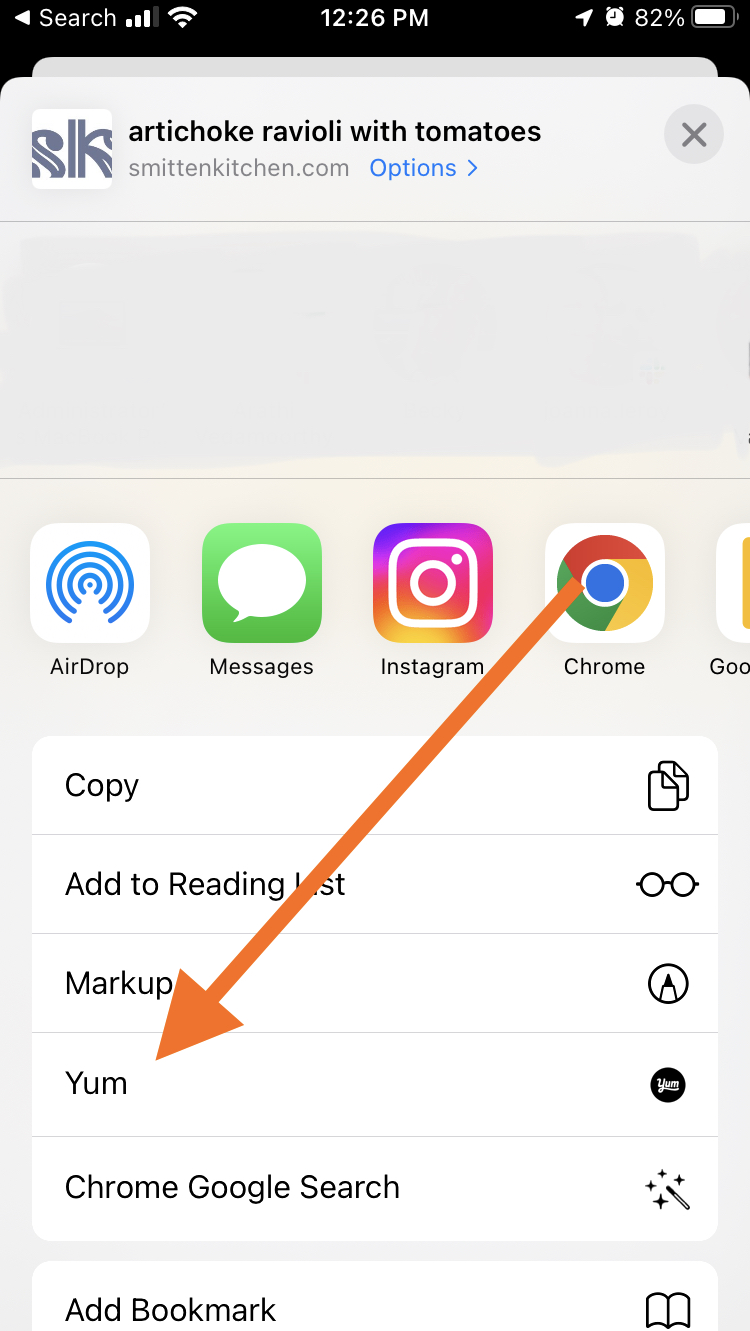 Search 12:26 PM 82%
artichoke ravioli with tomatoes
smittenkitchen.com Options >
sk
AirDrop Messages Instagram Chrome Goo
Copy
Add to Reading List
Markup
Yum
Yum
Chrome Google Search
Add Bookmark